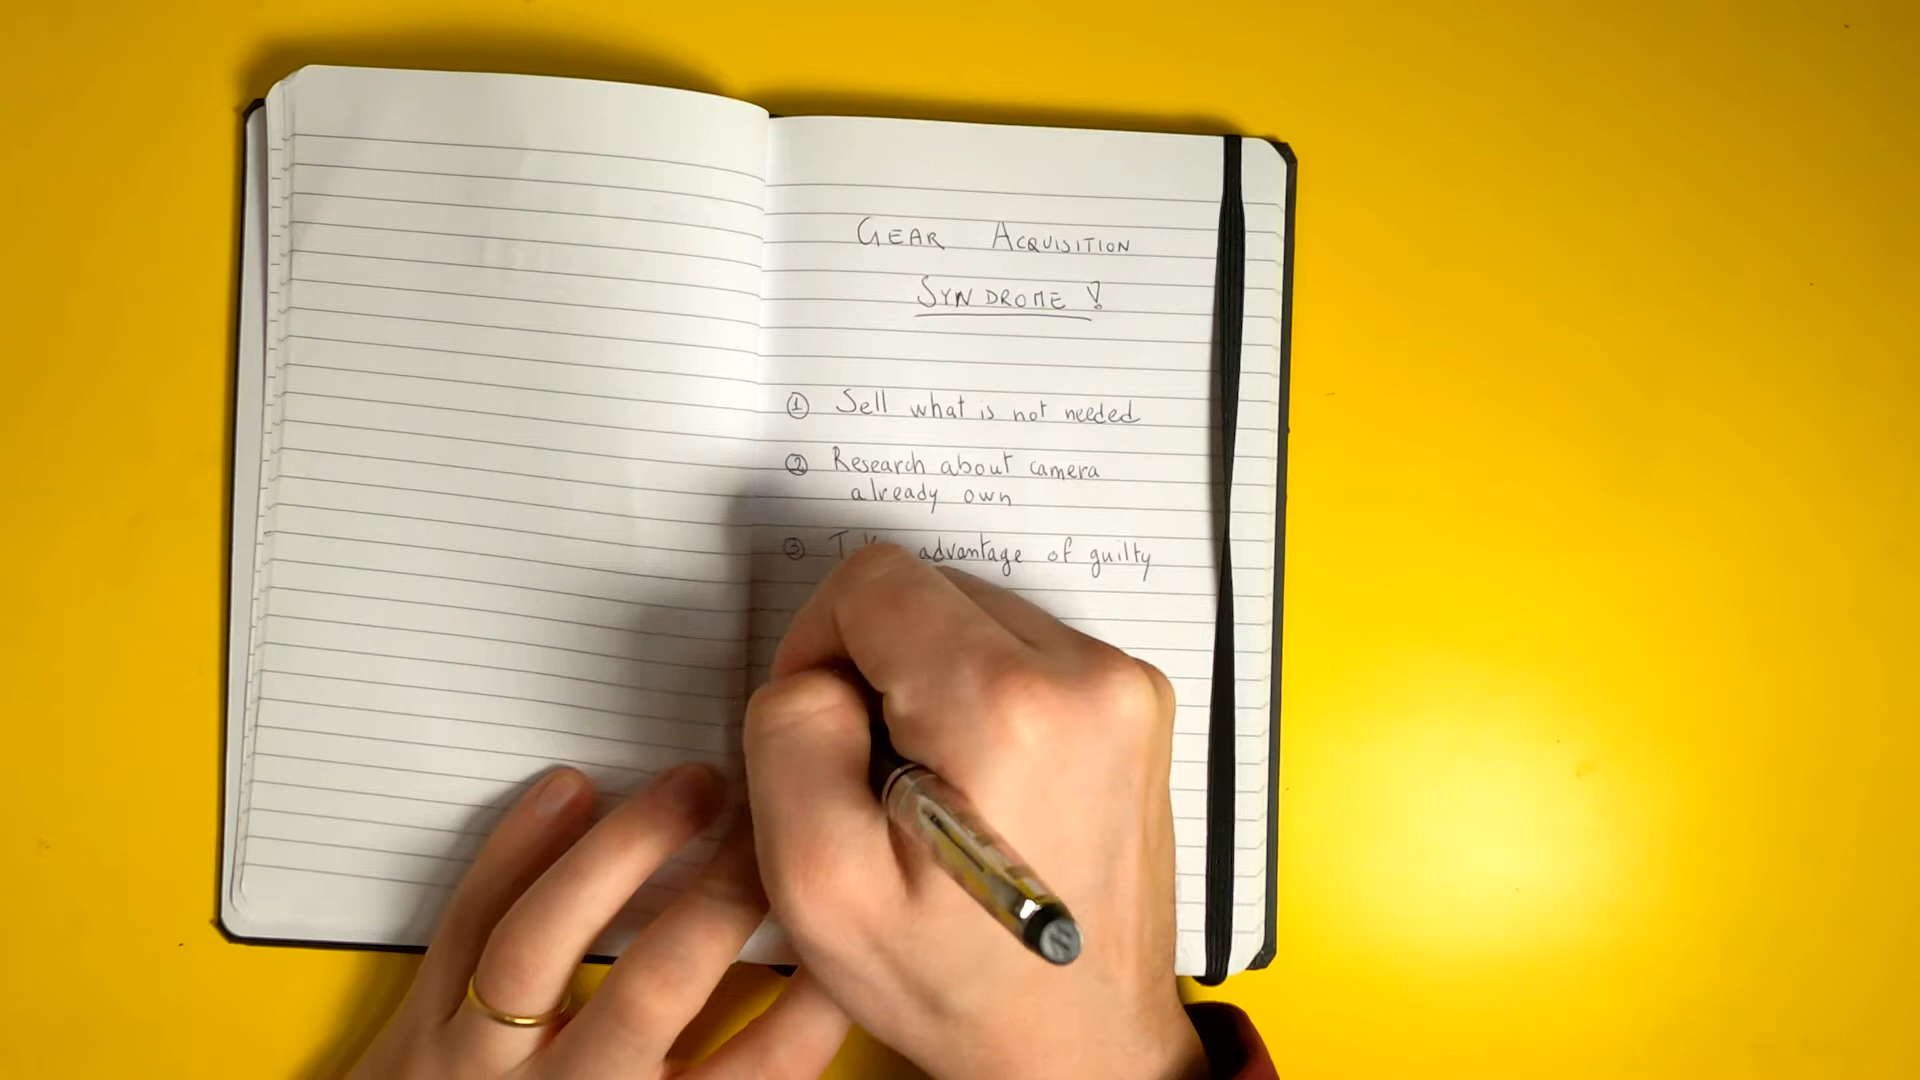 GEAR ACQUISITION
SYNDROME !
① Sell what is not needed
② Research about camera
already own
③ advantage of guilty